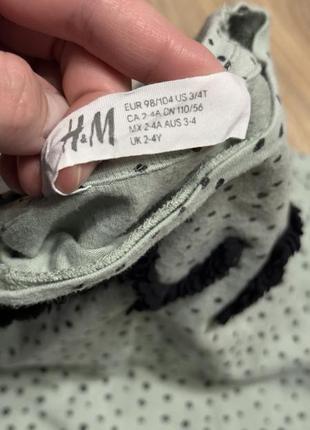 H&M
EUR 98/104 US 3/4T
CA 2-4A CN 110/56
MX 2-4A AUS 3-4
UK 2-4Y